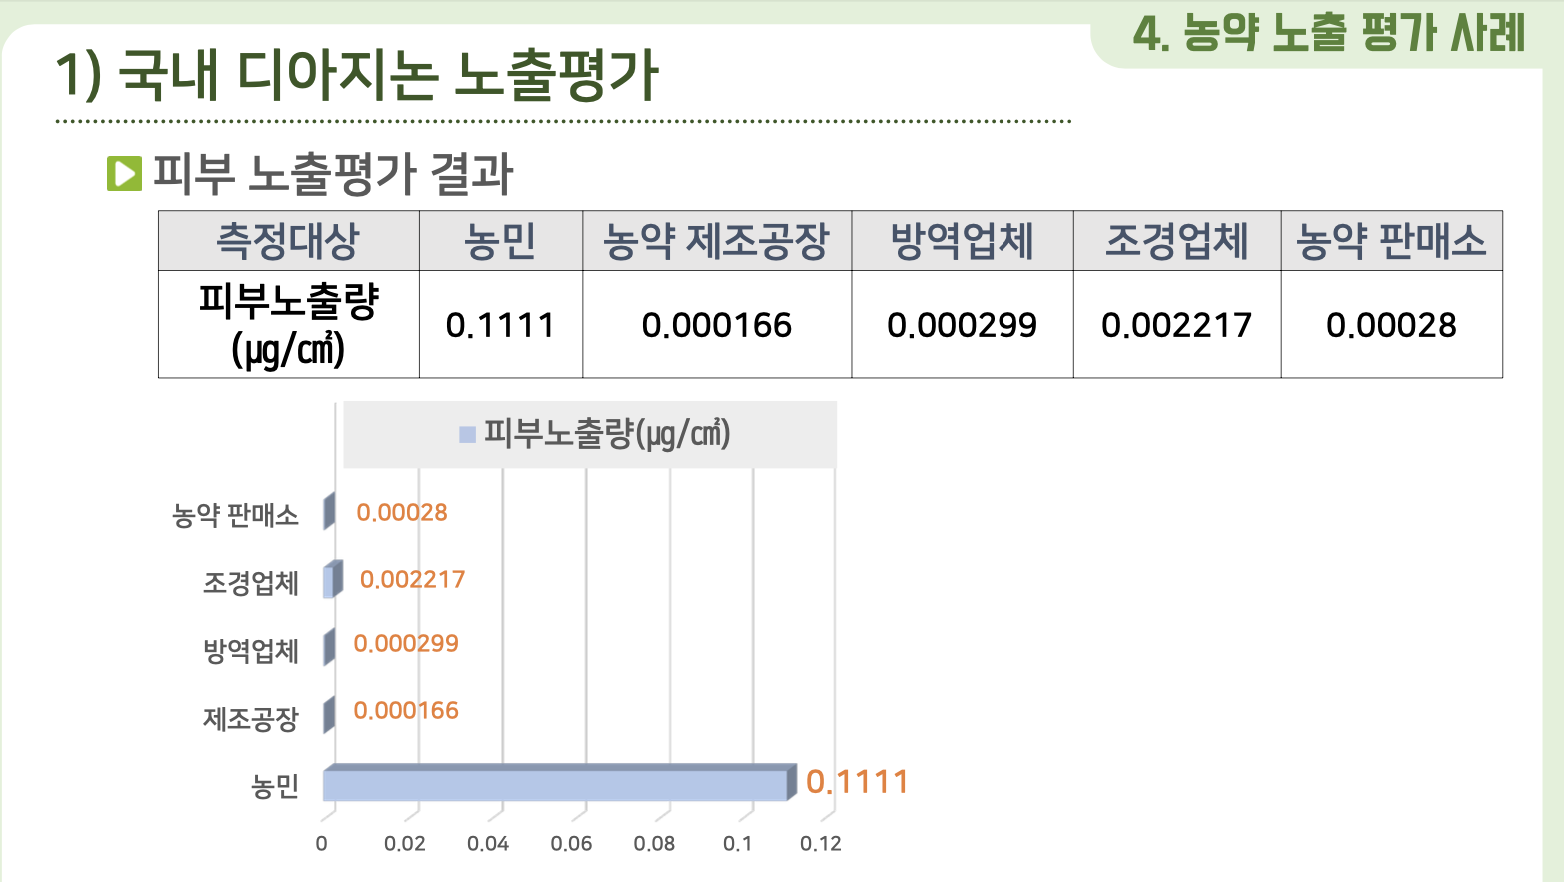 4. 농약 노출 평가 사례
1) 국내 디아지논 노출평가
피부 노출평가 결과
측정대상 농민 농약 제조공장 방역업체 조경업체 농약 판매소
피부노출량
(μg/㎠) 0.1111 0.000166 0.000299 0.002217 0.00028
피부노출량(μg/㎠)
농약 판매소 0.00028
조경업체 0.002217
방역업체 0.000299
제조공장 0.000166
농민 0.1111
0 0.02 0.04 0.06 0.08 0.1 0.12